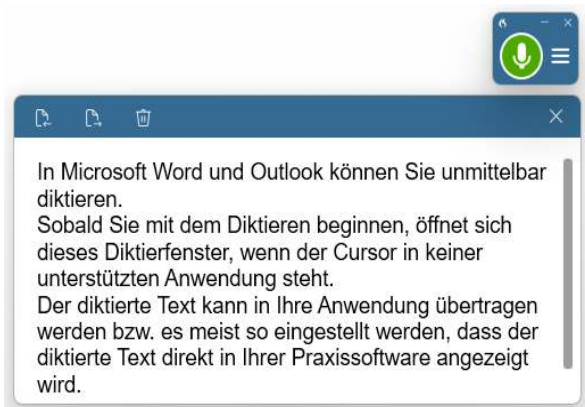 In Microsoft Word und Outlook können Sie unmittelbar
diktieren.
Sobald Sie mit dem Diktieren beginnen, öffnet sich
dieses Diktierfenster, wenn der Cursor in keiner
unterstützten Anwendung steht.
Der diktierte Text kann in Ihre Anwendung übertragen
werden bzw. es meist so eingestellt werden, dass der
diktierte Text direkt in Ihrer Praxissoftware angezeigt
wird.